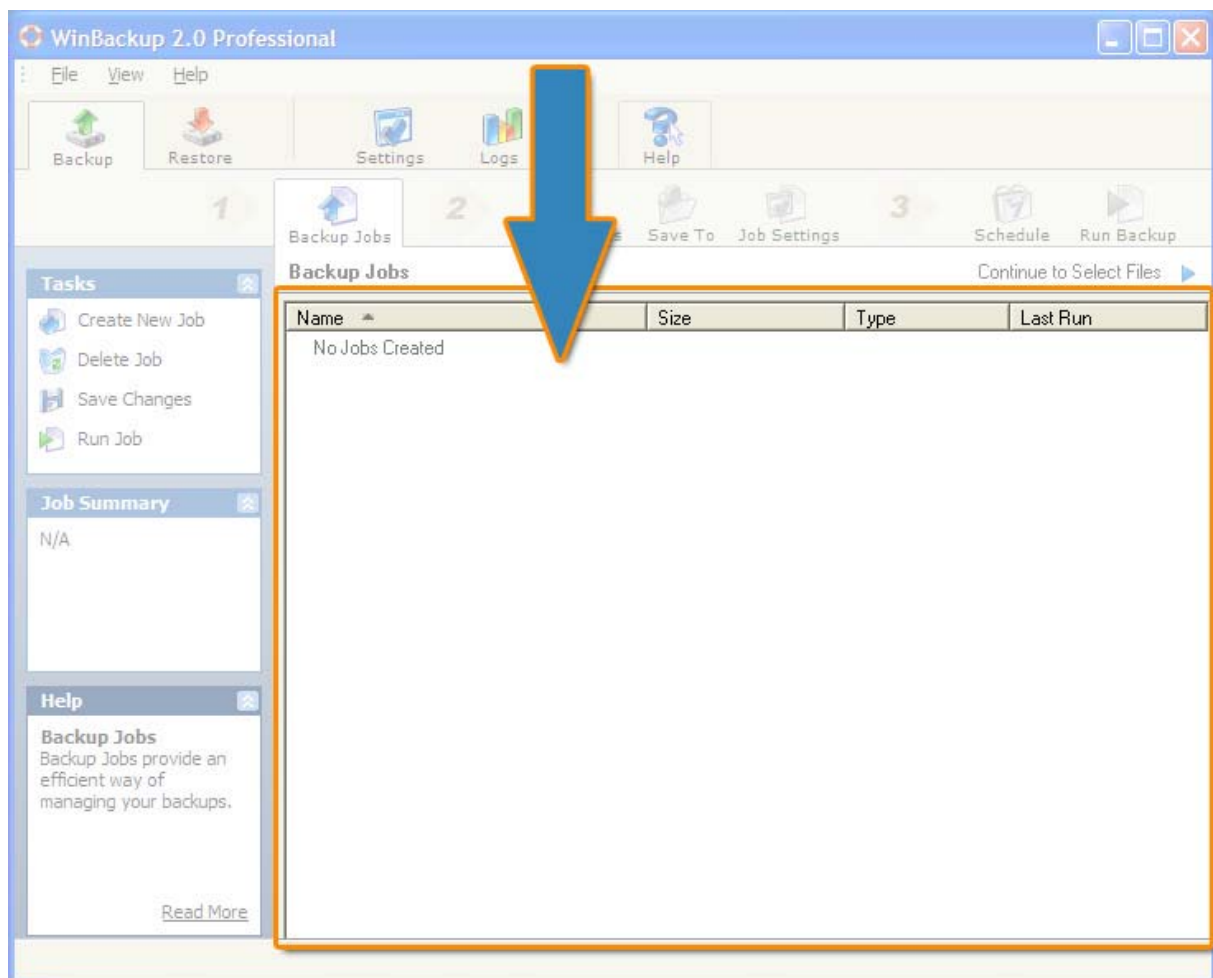 WinBackup 2.0 Professional
File View Help
Backup Restore Settings Logs Help
1 Backup Jobs 2 Save To Job Settings 3 Schedule Run Backup
Backup Jobs Continue to Select Files
Tasks
Create New Job
Delete Job
Save Changes
Run Job
Job Summary
N/A
Help
Backup Jobs
Backup Jobs provide an
efficient way of
managing your backups.
Read More
Name Size Type Last Run
No Jobs Created